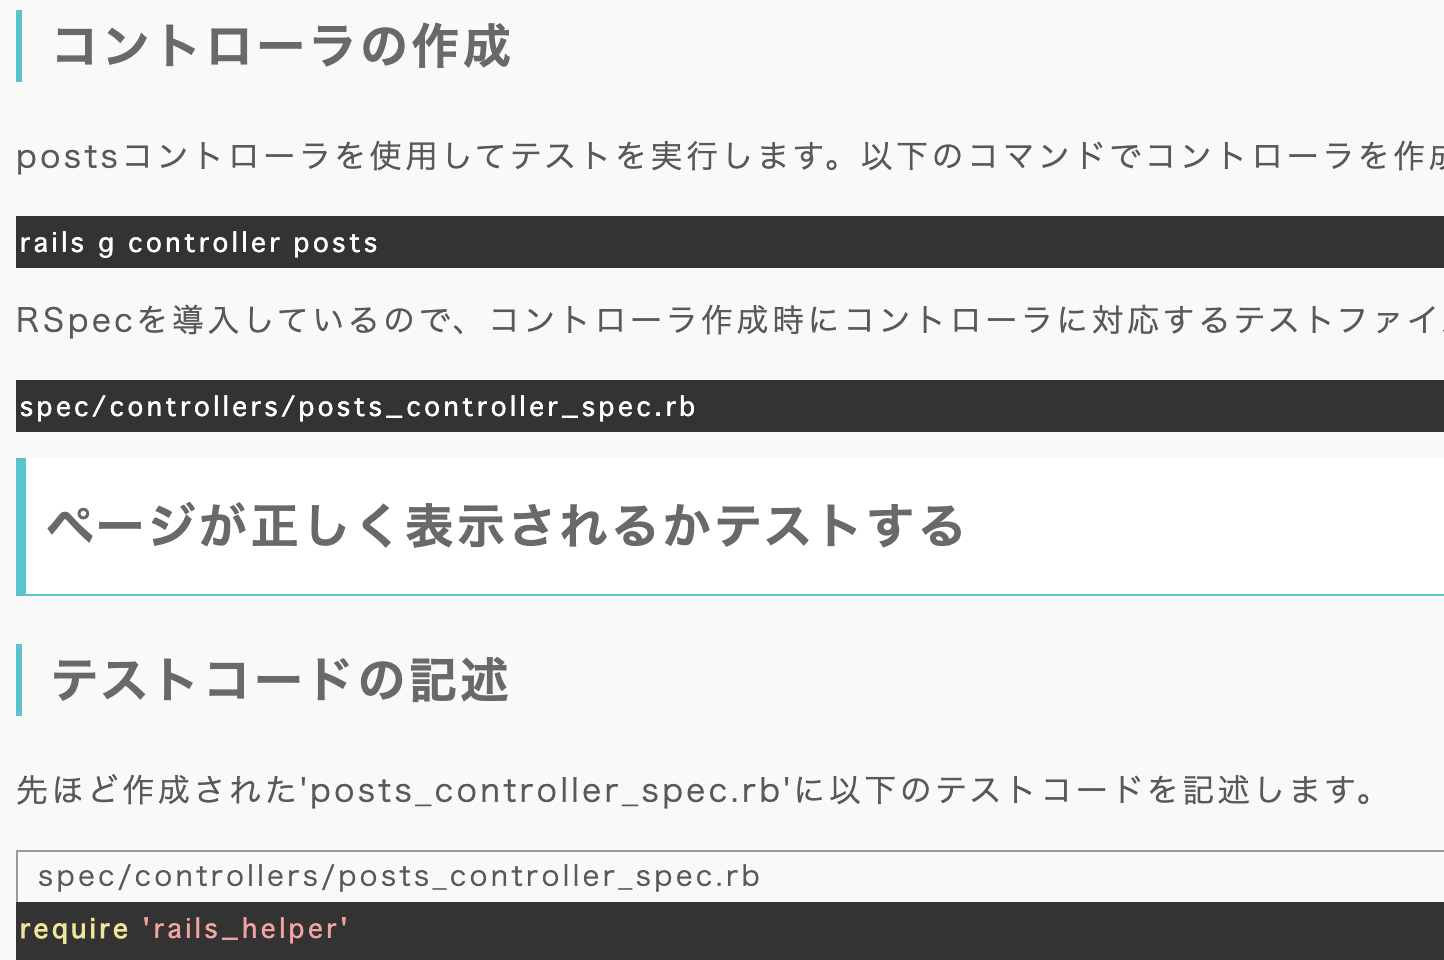 コントローラの作成
postsコントローラを使用してテストを実行します。以下のコマンドでコントローラを作
rails g controller posts
RSpecを導入しているので、コントローラ作成時にコントローラに対応するテストファイ
spec/controllers/posts_controller_spec.rb
ページが正しく表示されるかテストする
テストコードの記述
先ほど作成された'posts_controller_spec.rb'に以下のテストコードを記述します。
spec/controllers/posts_controller_spec.rb
require 'rails_helper'